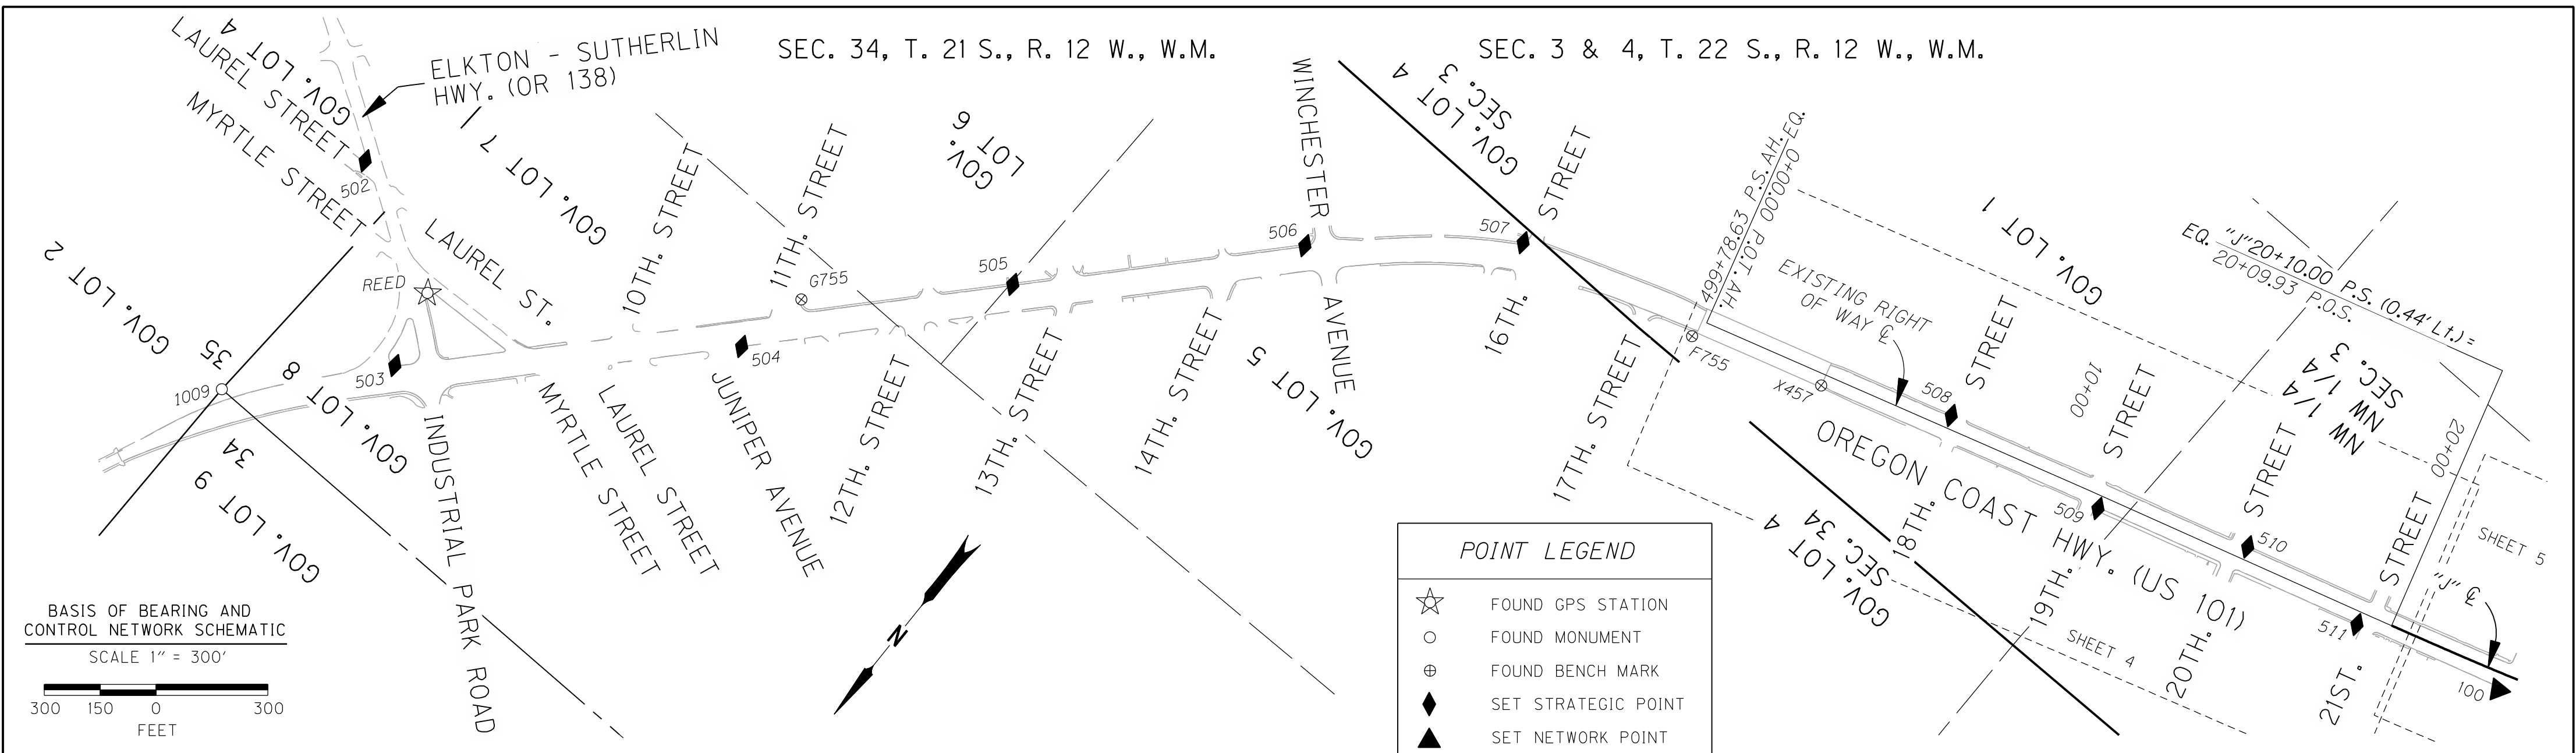 SEC. 34, T. 21 S., R. 12 W., W.M.
SEC. 3 & 4, T. 22 S., R. 12 W., W.M.
GOV. LOT 4
LAUREL STREET
MYRTLE STREET
ELKTON - SUTHERLIN
HWY. (OR 138)
502
GOV. LOT 7
LAUREL ST.
REED
GOV. LOT 2
35
1009
34
GOV. LOT 8
GOV. LOT 9
503
INDUSTRIAL PARK ROAD
10TH. STREET
11TH. STREET
G755
504
MYRTLE STREET
LAUREL STREET
JUNIPER AVENUE
12TH. STREET
GOV.
LOT 6
505
13TH. STREET
14TH. STREET
GOV. LOT 5
WINCHESTER
AVENUE
506
507
GOV. LOT 4
SEC. 3
16TH.
STREET
17TH. STREET
499+78.63 P.S. AH.-EQ.
0+00.00 P.O.T. AH.
F755
X457
EXISTING RIGHT
OF WAY ℄
GOV. LOT 1
508
18TH.
STREET
10+00
OREGON COAST HWY. (US 101)
GOV. LOT 4
SEC. 34
509
19TH.
STREET
510
20TH.
STREET
NW 1/4
NW 1/4
SEC. 3
EQ. "J"20+10.00 P.S. (0.44' Lt.) =
20+09.93 P.O.S.
20+00
511
21ST.
STREET
SHEET 4
SHEET 5
"J" ℄
100
N
BASIS OF BEARING AND
CONTROL NETWORK SCHEMATIC
SCALE 1" = 300'
300 150 0 300
FEET
POINT LEGEND
FOUND GPS STATION
FOUND MONUMENT
FOUND BENCH MARK
SET STRATEGIC POINT
SET NETWORK POINT